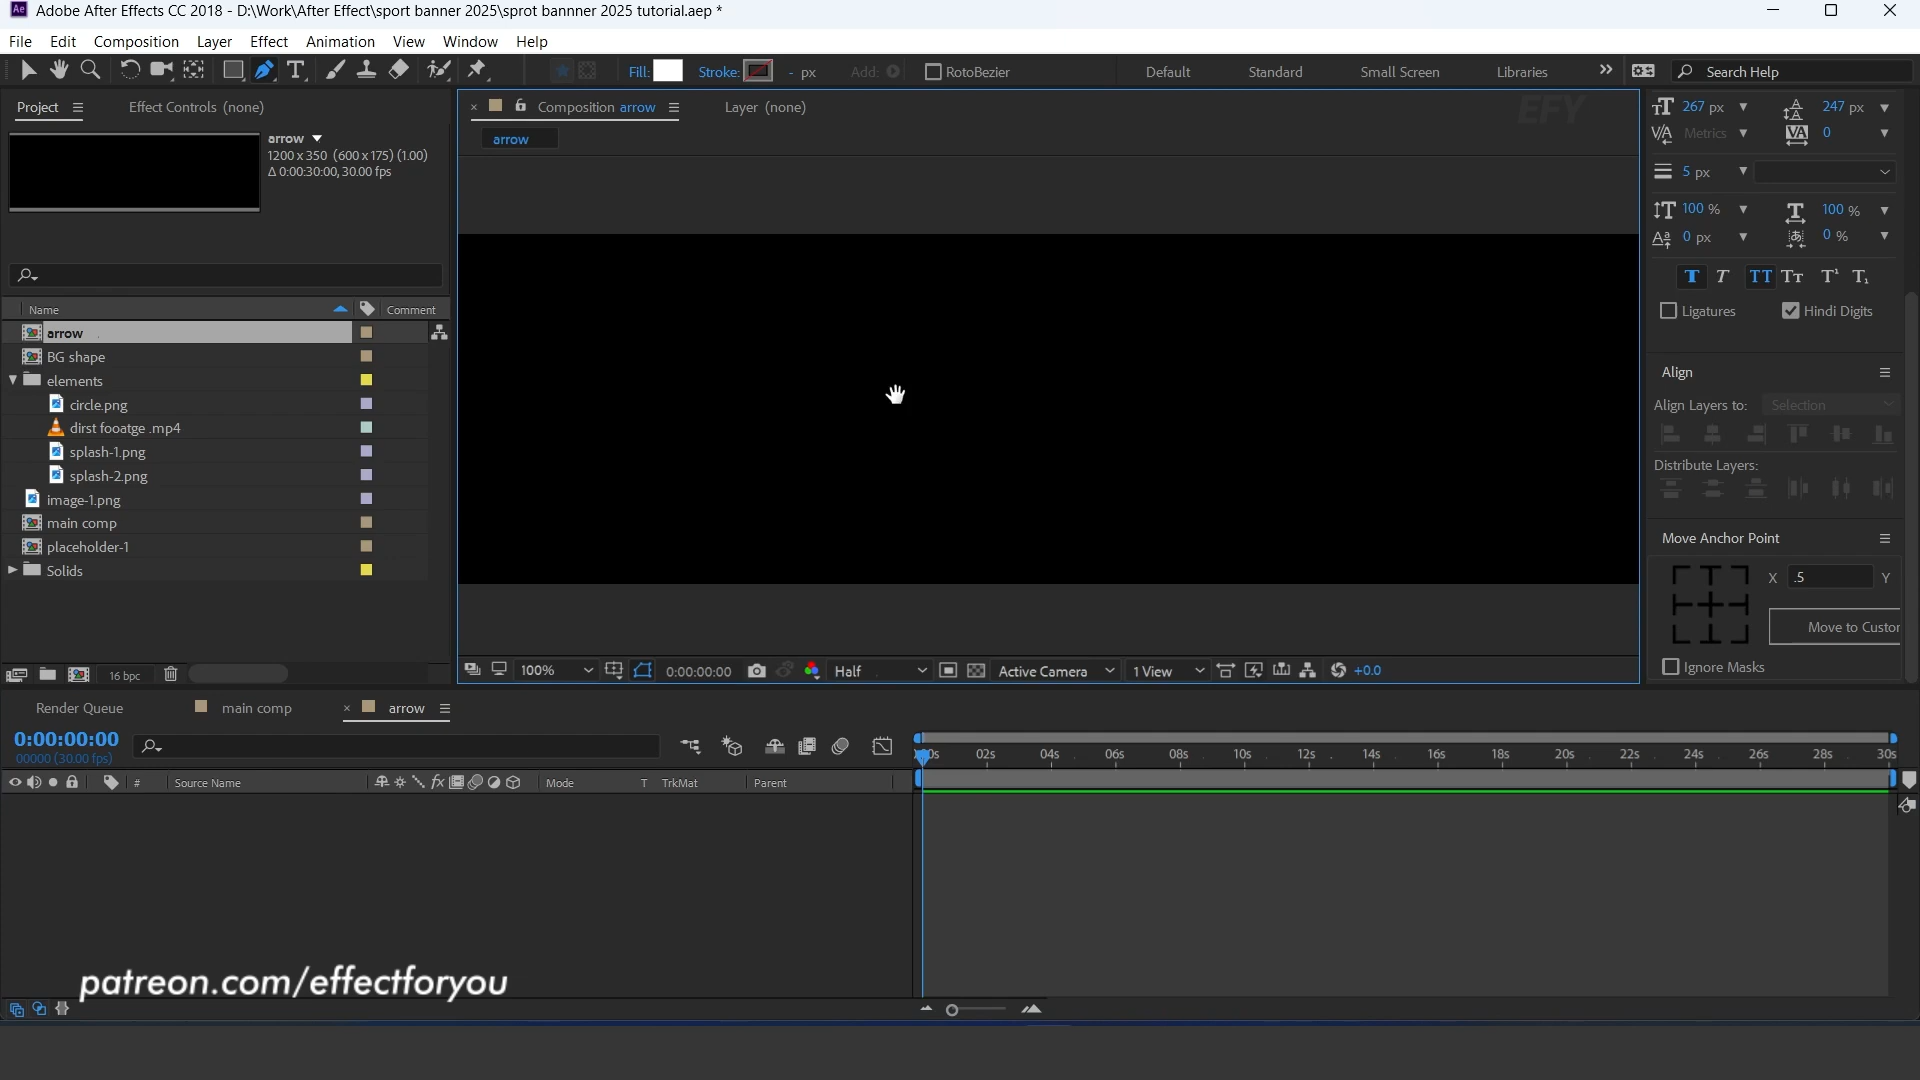 Adobe After Effects CC 2018 - D:\Work\After Effect\sport banner 2025\sprot bannner 2025 tutorial.aep *
File Edit Composition Layer Effect Animation View Window Help
Fill: Stroke: - px Add: RotoBezier Default Standard Small Screen Libraries Search Help
Project Effect Controls (none)
Composition arrow Layer (none)
EFY
arrow
arrow
1200 x 350 (600 x 175) (1.00)
Δ 0:00:30:00, 30.00 fps
267 px 247 px
Metrics 0
5 px
100 % 100 %
0 px 0 %
T T TT Tt T¹ T₁
Ligatures Hindi Digits
Name Comment
arrow
BG shape
elements
circle.png
dirst fooatge .mp4
splash-1.png
splash-2.png
image-1.png
main comp
placeholder-1
Solids
Align
Align Layers to: Selection
Distribute Layers:
Move Anchor Point
X .5 Y
Move to Custor
Ignore Masks
16 bpc
100% 0:00:00:00 Half Active Camera 1 View +0.0
Render Queue main comp arrow
0:00:00:00
00000 (30.00 fps)
02s 04s 06s 08s 10s 12s 14s 16s 18s 20s 22s 24s 26s 28s 30s
# Source Name Mode T TrkMat Parent
patreon.com/effectforyou